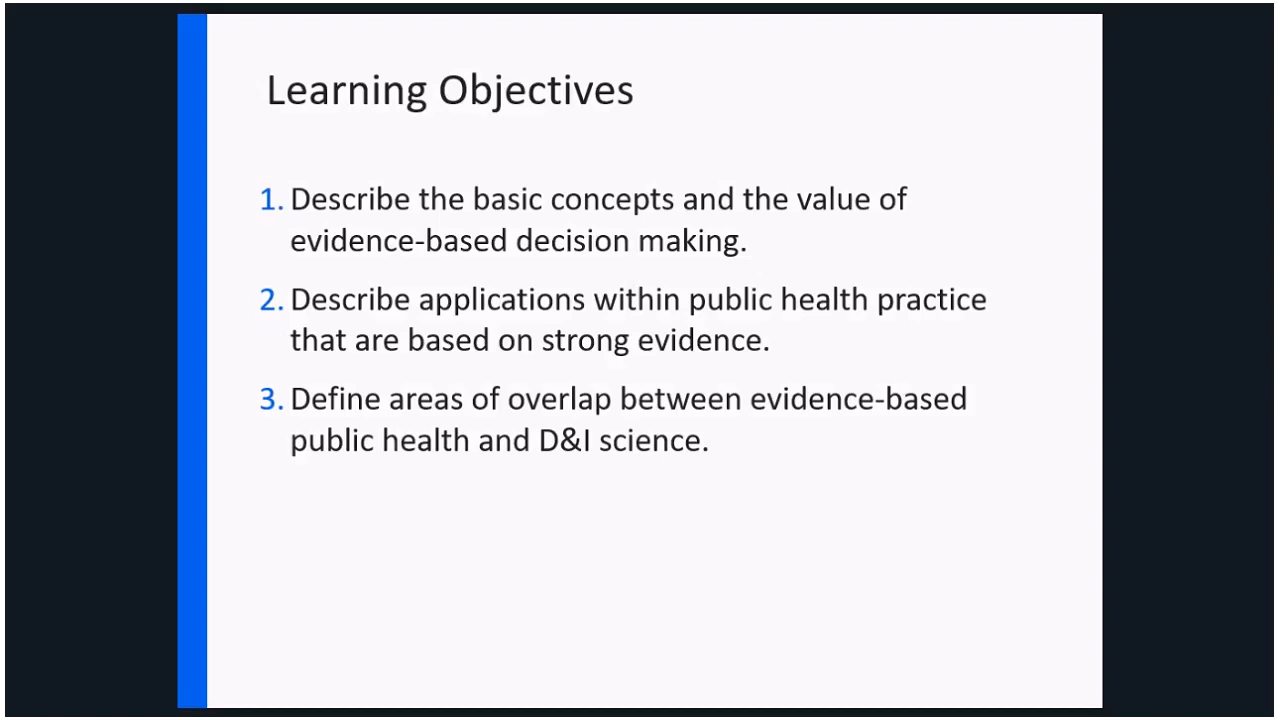 Learning Objectives
1. Describe the basic concepts and the value of
evidence-based decision making.
2. Describe applications within public health practice
that are based on strong evidence.
3. Define areas of overlap between evidence-based
public health and D&I science.